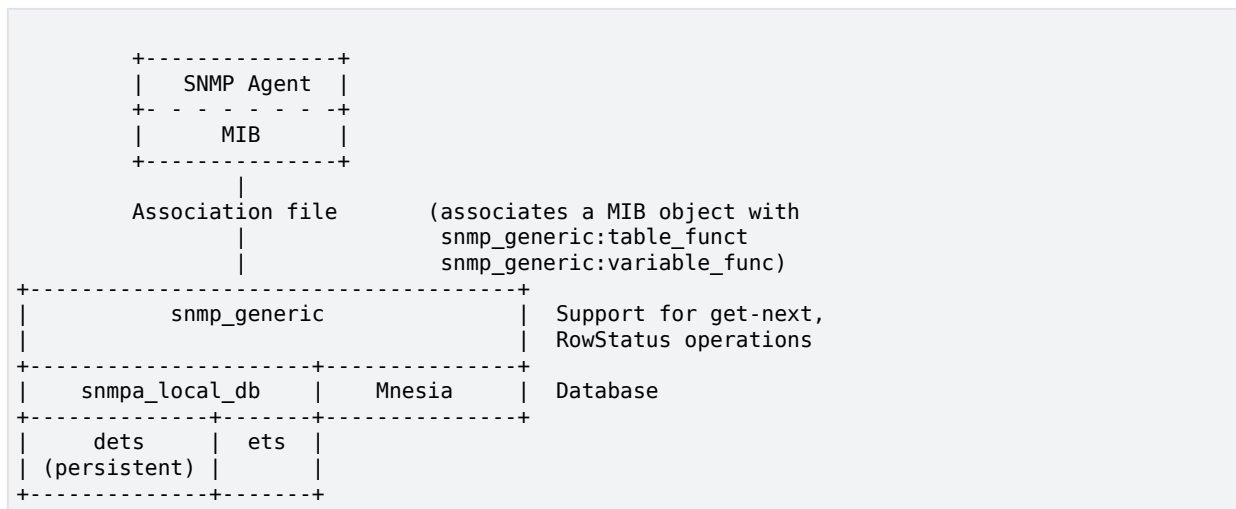 +---------------+
|   SNMP Agent  |
+- - - - - - - -+
|      MIB      |
+---------------+
|
Association file       (associates a MIB object with
|               snmp_generic:table_funct
|               snmp_generic:variable_func)
+--------------------------------------+
|           snmp_generic               |  Support for get-next,
|                                      |  RowStatus operations
+----------------------+---------------+
|    snmpa_local_db    |    Mnesia     |  Database
+--------------+-------+---------------+
|     dets     |  ets  |
| (persistent) |       |
+--------------+-------+